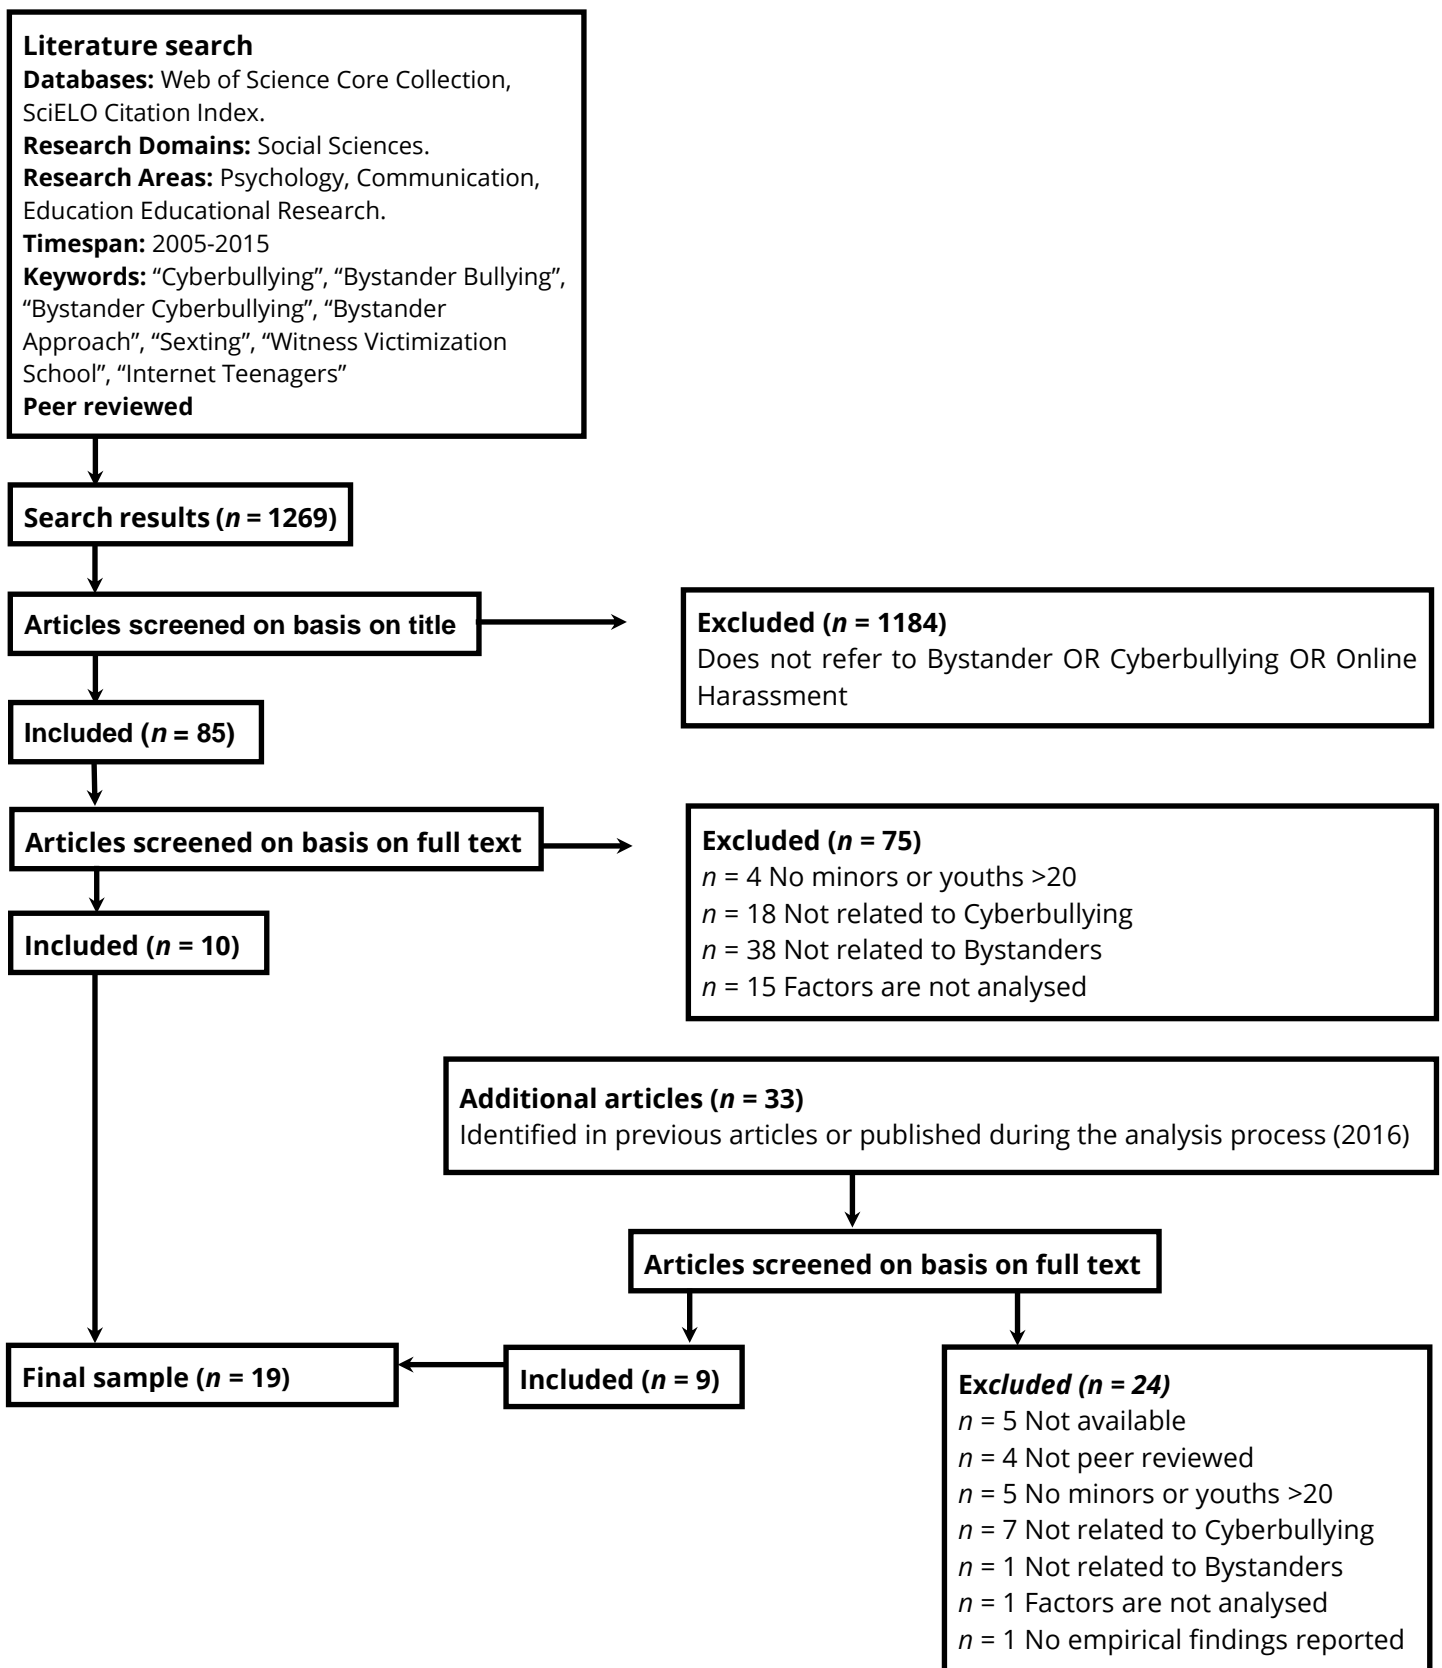 Literature search
Databases: Web of Science Core Collection,
SciELO Citation Index.
Research Domains: Social Sciences.
Research Areas: Psychology, Communication,
Education Educational Research.
Timespan: 2005-2015
Keywords: “Cyberbullying”, “Bystander Bullying”,
“Bystander Cyberbullying”, “Bystander
Approach”, “Sexting”, “Witness Victimization
School”, “Internet Teenagers”
Peer reviewed
Search results (n = 1269)
Articles screened on basis on title
Excluded (n = 1184)
Does not refer to Bystander OR Cyberbullying OR Online
Harassment
Included (n = 85)
Articles screened on basis on full text
Excluded (n = 75)
n = 4 No minors or youths >20
n = 18 Not related to Cyberbullying
n = 38 Not related to Bystanders
n = 15 Factors are not analysed
Included (n = 10)
Additional articles (n = 33)
Identified in previous articles or published during the analysis process (2016)
Articles screened on basis on full text
Final sample (n = 19)
Included (n = 9)
Excluded (n = 24)
n = 5 Not available
n = 4 Not peer reviewed
n = 5 No minors or youths >20
n = 7 Not related to Cyberbullying
n = 1 Not related to Bystanders
n = 1 Factors are not analysed
n = 1 No empirical findings reported